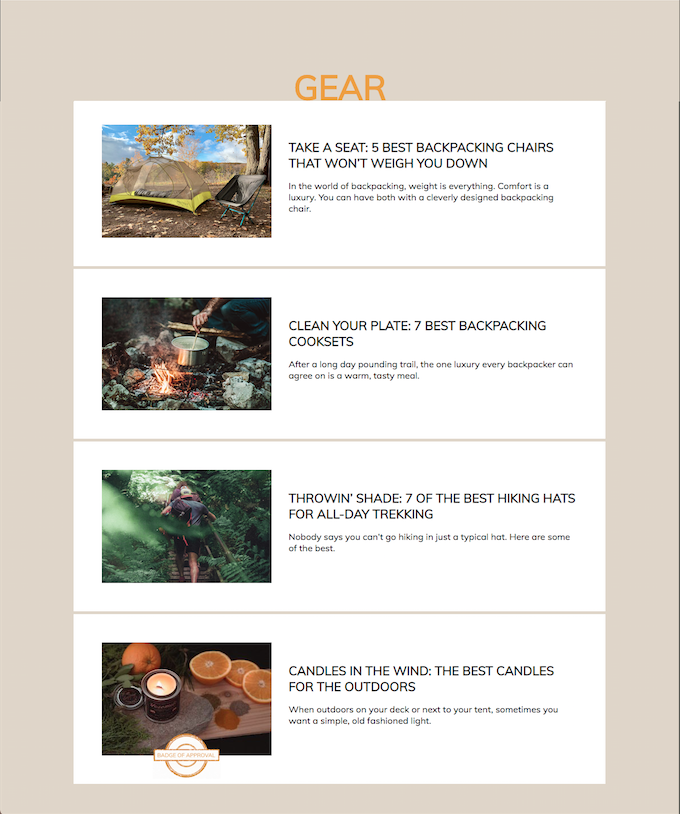 GEAR
TAKE A SEAT: 5 BEST BACKPACKING CHAIRS
THAT WON'T WEIGH YOU DOWN
In the world of backpacking, weight is everything. Comfort is a
luxury. You can have both with a cleverly designed backpacking
chair.
CLEAN YOUR PLATE: 7 BEST BACKPACKING
COOKSETS
After a long day pounding trail, the one luxury every backpacker can
agree on is a warm, tasty meal.
THROWIN' SHADE: 7 OF THE BEST HIKING HATS
FOR ALL-DAY TREKKING
Nobody says you can't go hiking in just a typical hat. Here are some
of the best.
CANDLES IN THE WIND: THE BEST CANDLES
FOR THE OUTDOORS
When outdoors on your deck or next to your tent, sometimes you
want a simple, old fashioned light.
BADGE OF APPROVAL